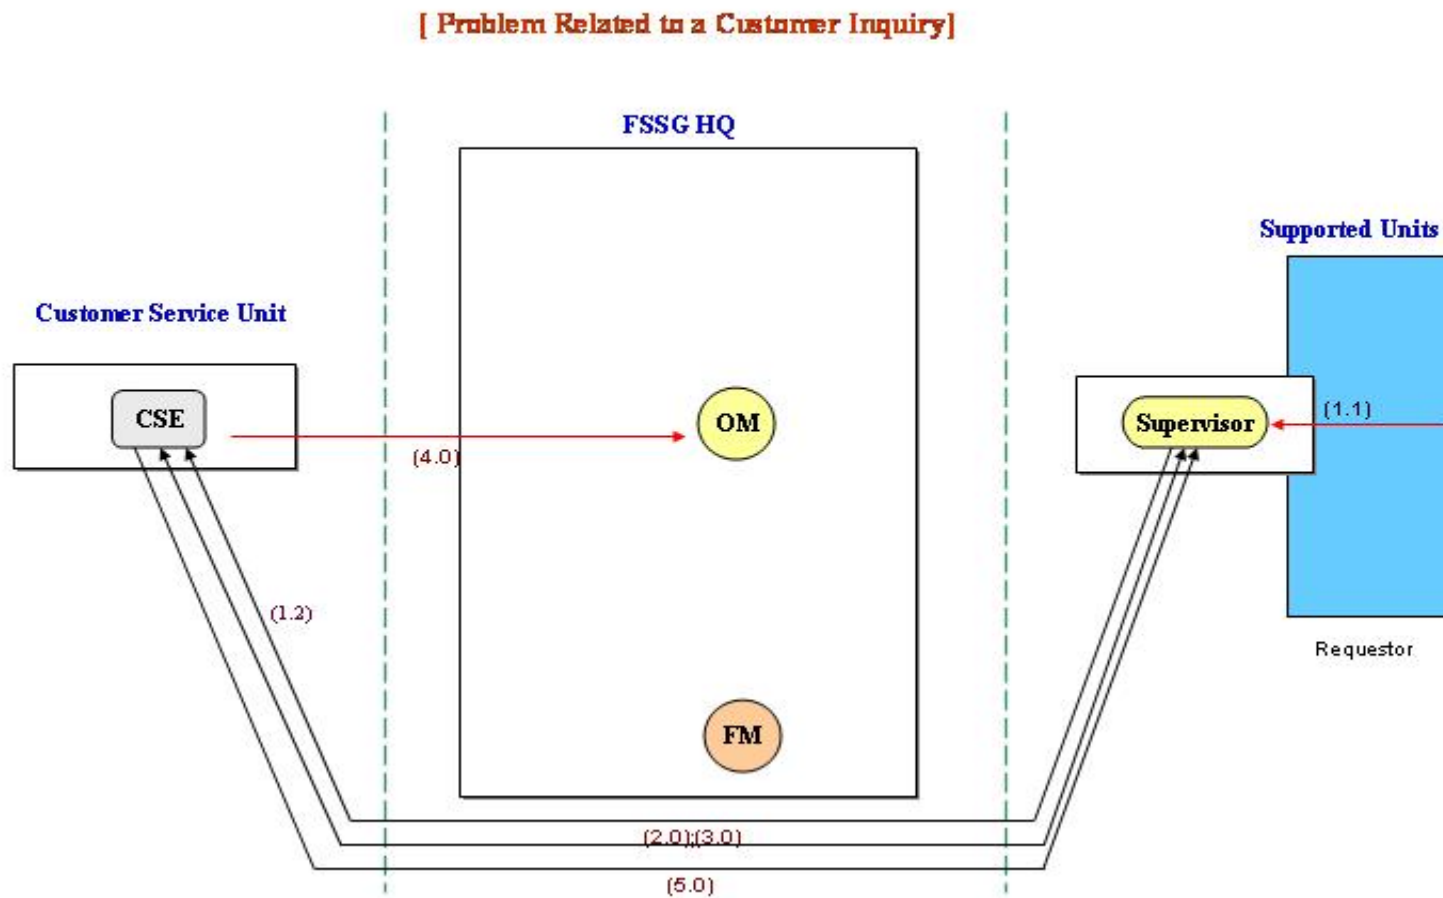 [ Problem Related to a Customer Inquiry]
FSSG HQ
Supported Units
Customer Service Unit
CSE
OM
Supervisor
(1.1)
(4.0)
(1.2)
Requestor
FM
(2.0);(3.0)
(5.0)